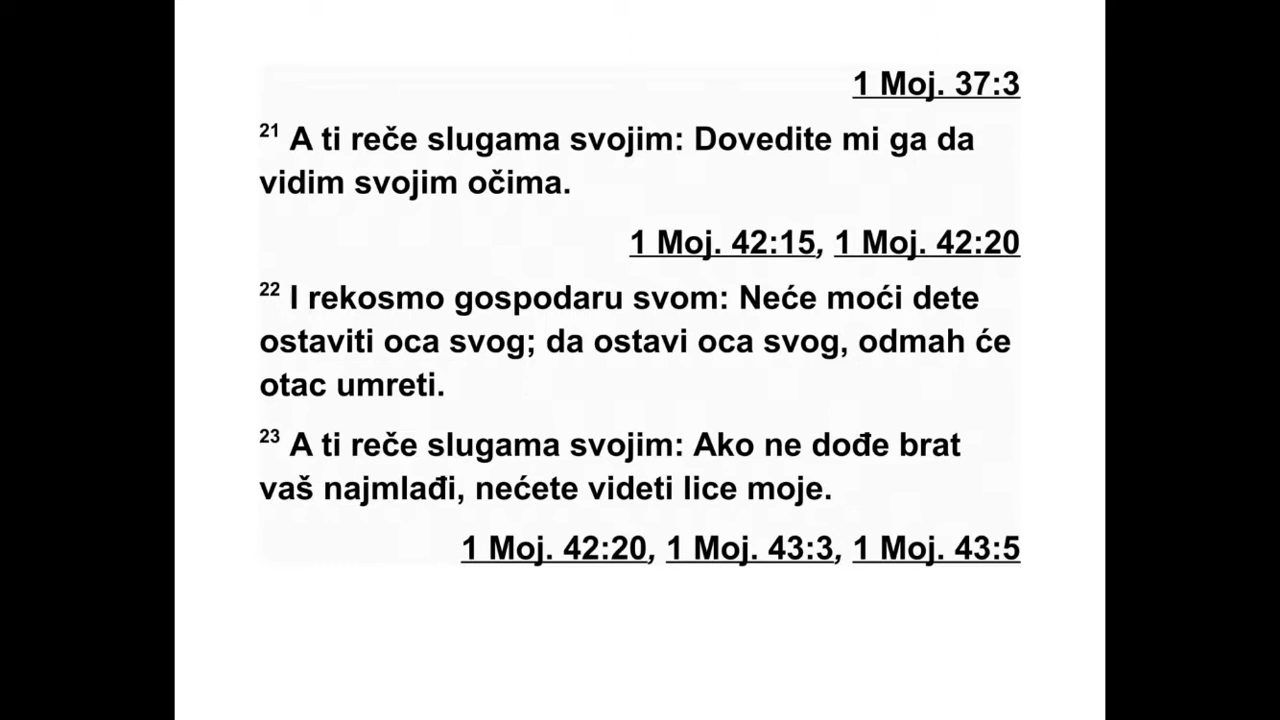 1 Moj. 37:3
21 A ti reče slugama svojim: Dovedite mi ga da
vidim svojim očima.
1 Moj. 42:15, 1 Moj. 42:20
22 I rekosmo gospodaru svom: Neće moći dete
ostaviti oca svog; da ostavi oca svog, odmah će
otac umreti.
23 A ti reče slugama svojim: Ako ne dođe brat
vaš najmlađi, nećete videti lice moje.
1 Moj. 42:20, 1 Moj. 43:3, 1 Moj. 43:5